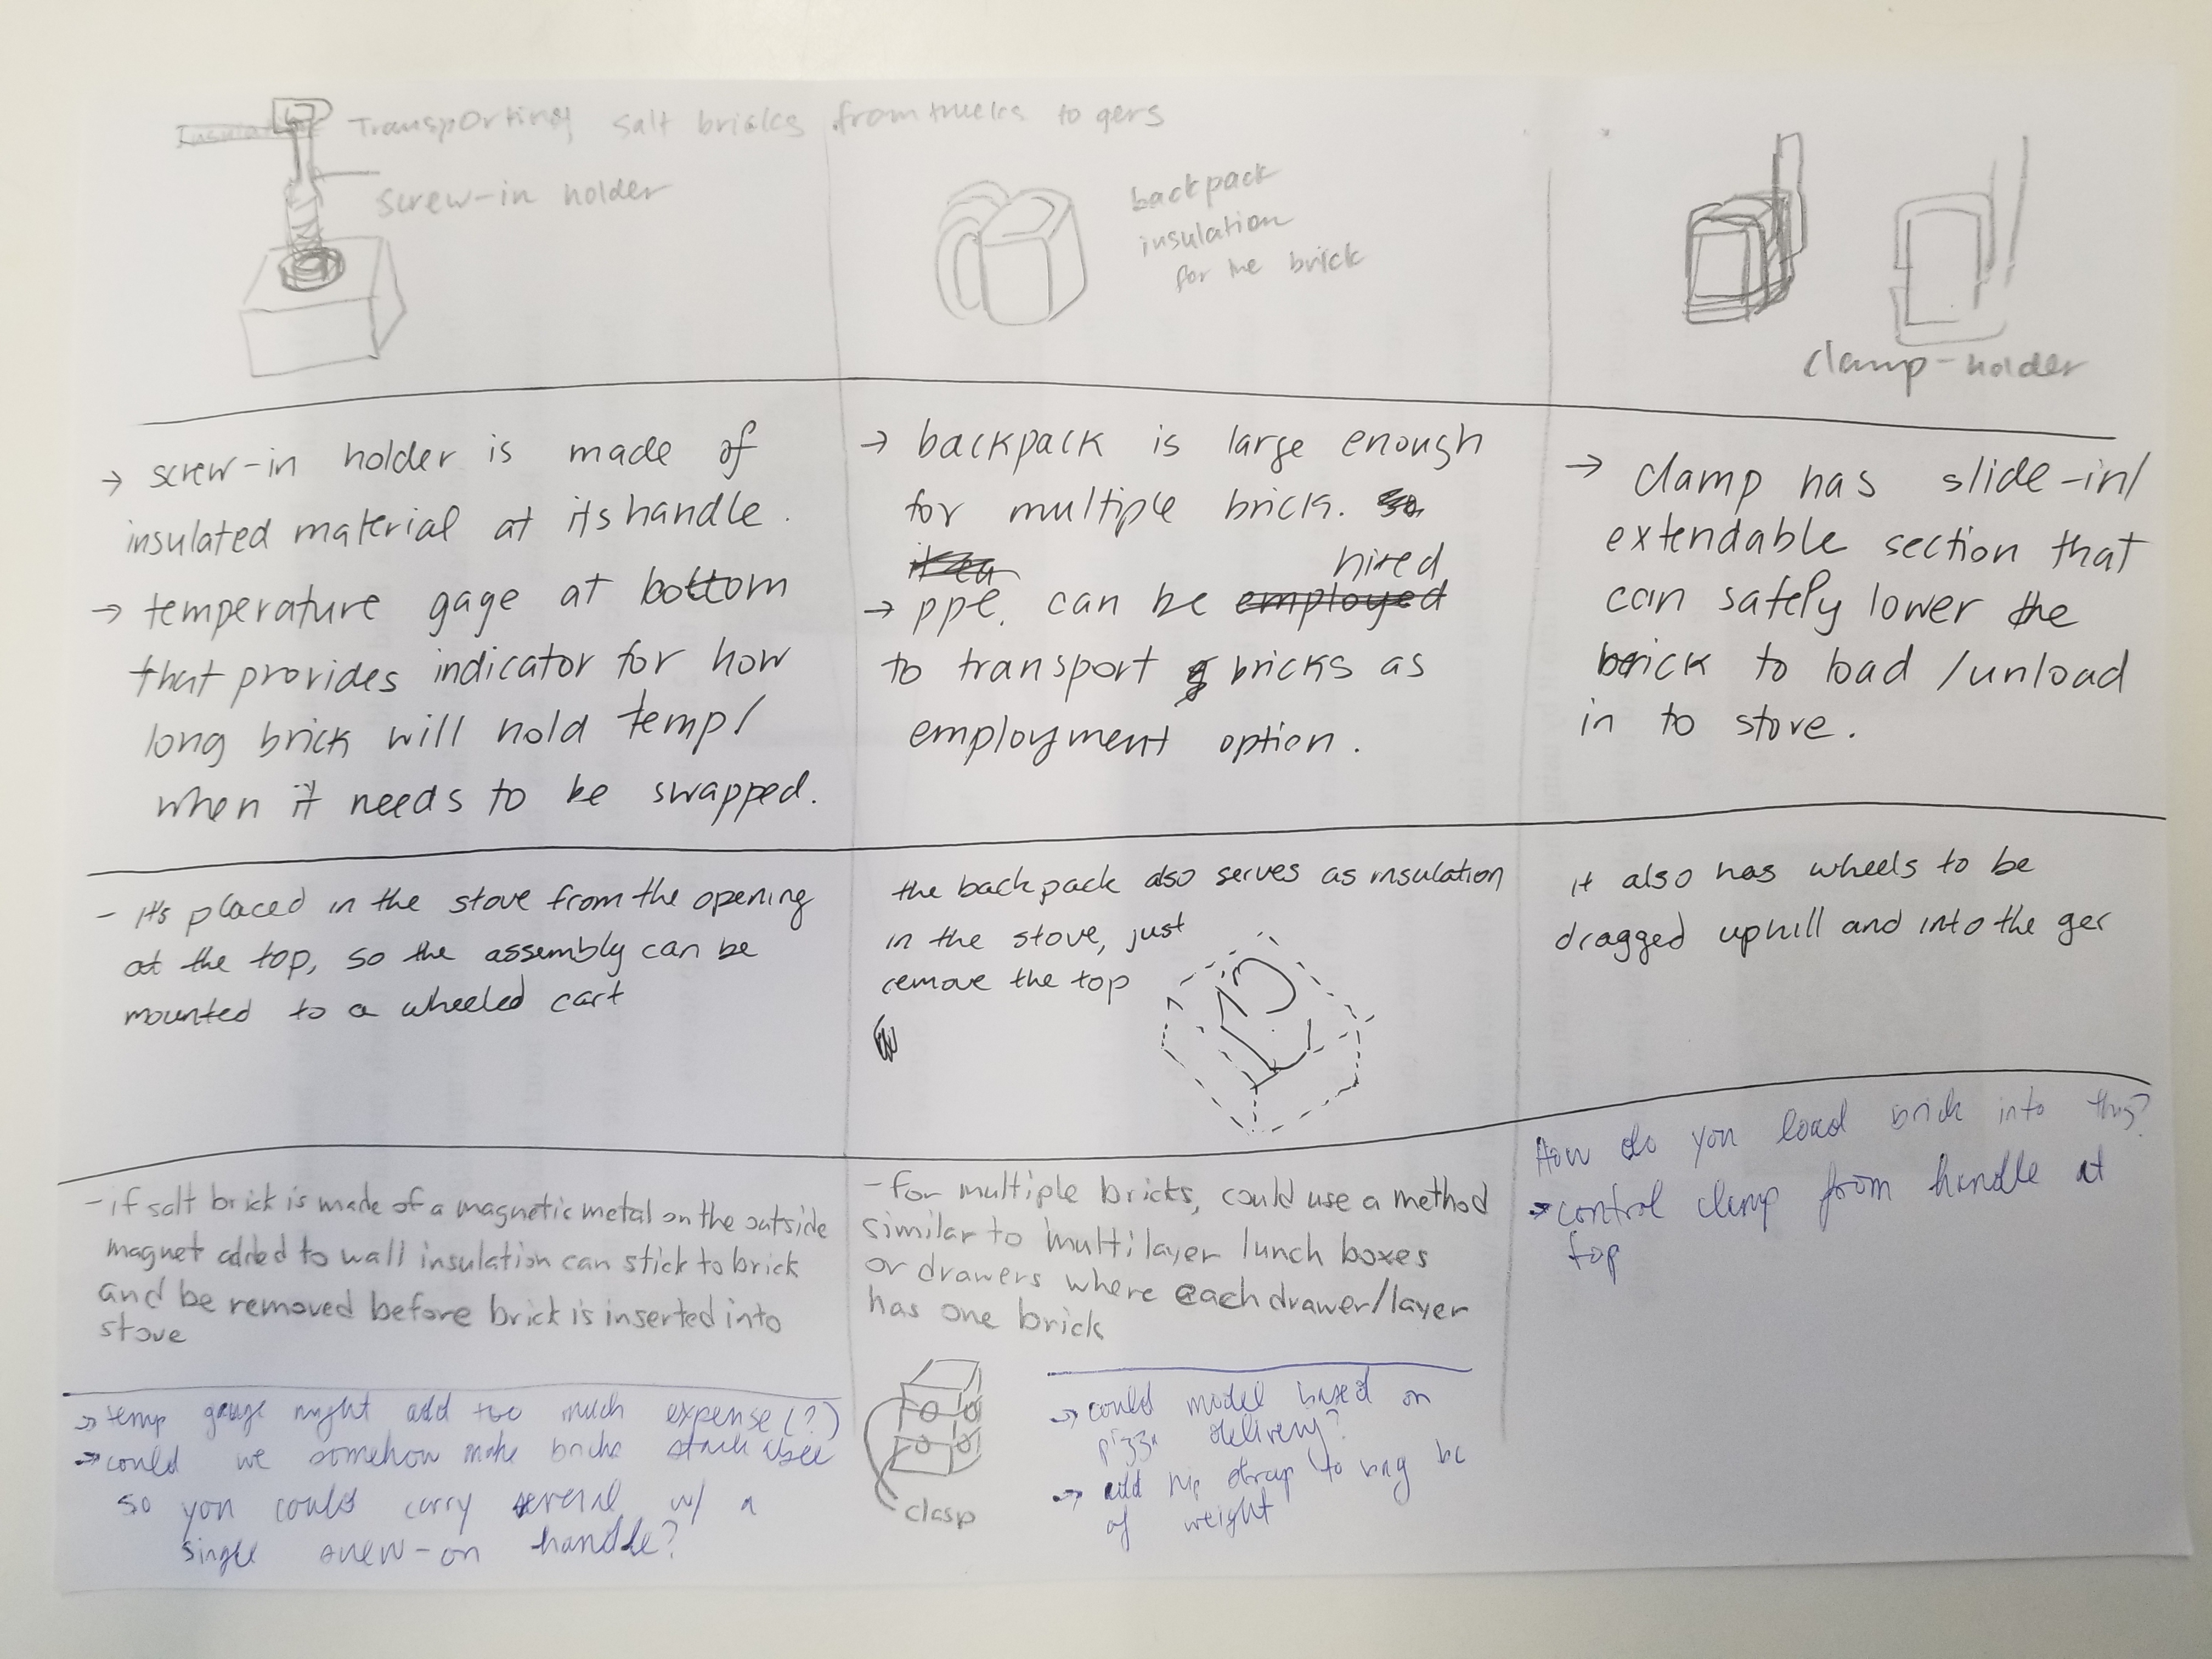 Transporting salt bricks from trucks to gers
screw-in holder
backpack
insulation
for the brick
clamp-holder
→ screw-in holder is made of
insulated material at its handle.
→ temperature gage at bottom
that provides indicator for how
long brick will hold temp/
when it needs to be swapped.
→ backpack is large enough
for multiple brick.
hired
→ ppl. can be employed
to transport bricks as
employment option.
→ clamp has slide-in/
extendable section that
can safely lower the
brick to load /unload
in to stove.
- it's placed in the stove from the opening
at the top, so the assembly can be
mounted to a wheeled cart
the backpack also serves as insulation
in the stove, just
remove the top
it also has wheels to be
dragged uphill and into the ger
- if salt brick is made of a magnetic metal on the outside
magnet added to wall insulation can stick to brick
and be removed before brick is inserted into
stove
- for multiple bricks, could use a method
similar to multilayer lunch boxes
or drawers where each drawer/layer
has one brick
clasp
How do you load brick into this?
→ control clamp from handle at
top
→ temp gauge might add too much expense (?)
→ could we somehow make bricks stackable
so you could carry several w/ a
single screw-on handle?
→ could model based on
pizza delivery?
→ add hip strap to bag bc
of weight